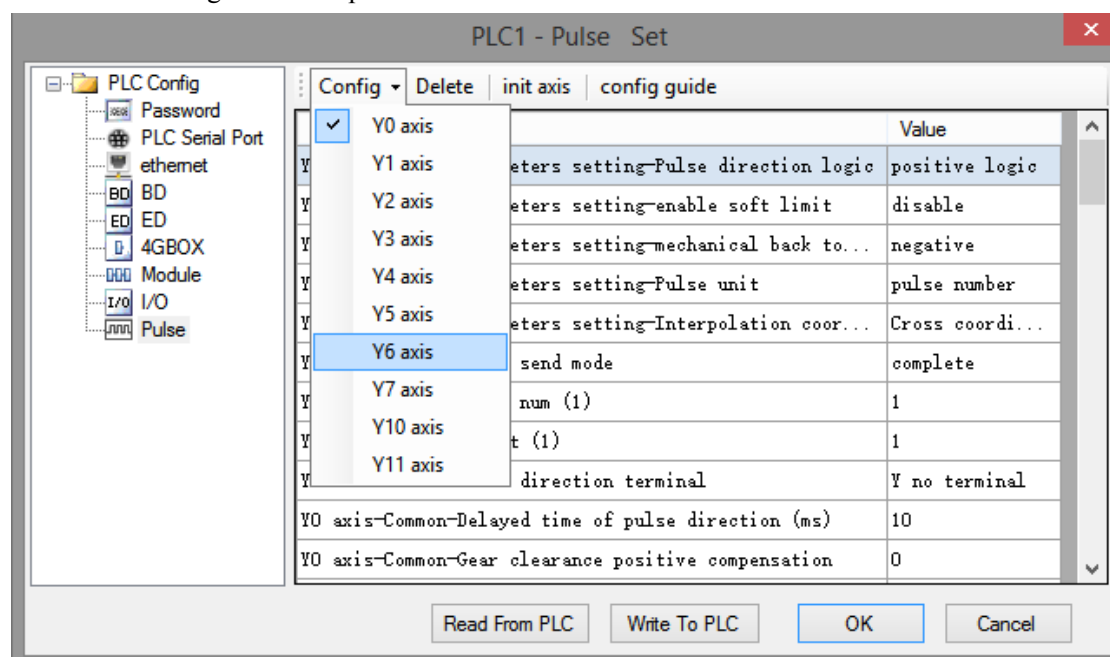 PLC1 - Pulse Set
PLC Config
Password
PLC Serial Port
ethernet
BD BD
ED ED
4GBOX
Module
I/O I/O
Pulse
Config Delete init axis config guide
Y0 axis
Y1 axis
Y2 axis
Y3 axis
Y4 axis
Y5 axis
Y6 axis
Y7 axis
Y10 axis
Y11 axis
Value
Y eters setting-Pulse direction logic positive logic
Y eters setting-enable soft limit disable
Y eters setting-mechanical back to... negative
Y eters setting-Pulse unit pulse number
Y eters setting-Interpolation coor... Cross coordi...
Y send mode complete
Y num (1) 1
Y t (1) 1
Y direction terminal Y no terminal
Y0 axis-Common-Delayed time of pulse direction (ms) 10
Y0 axis-Common-Gear clearance positive compensation 0
Read From PLC Write To PLC OK Cancel